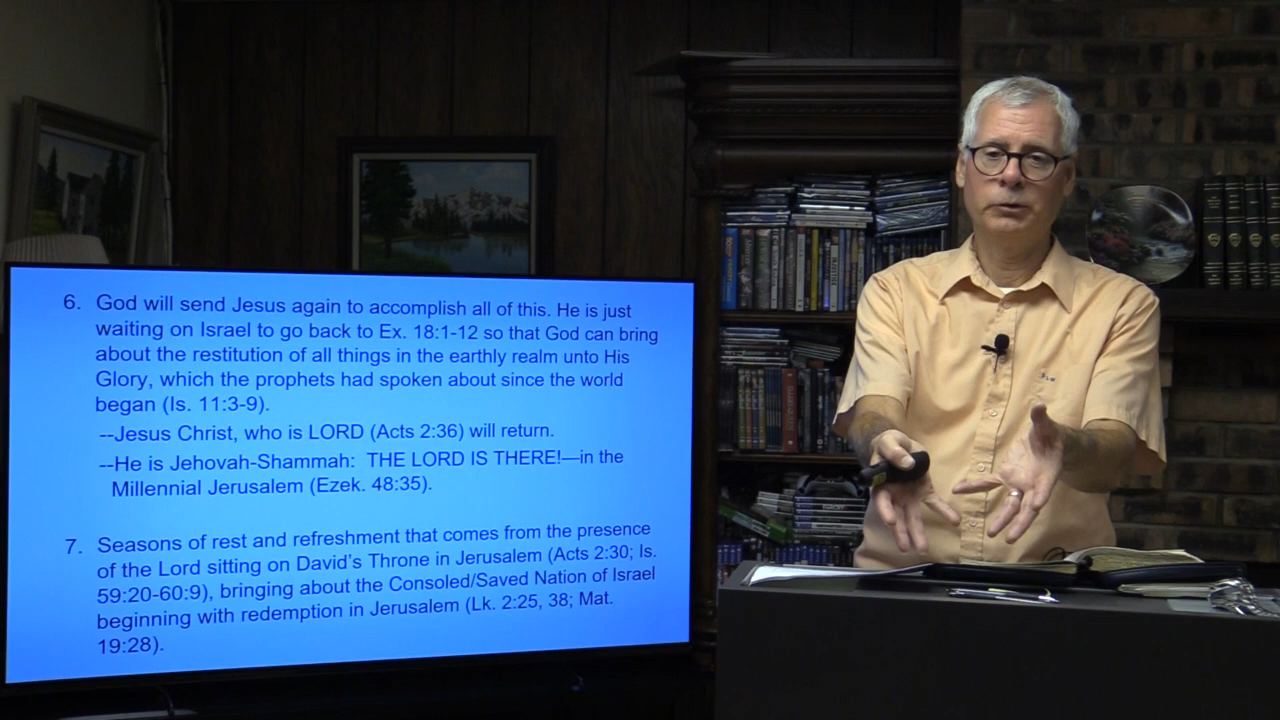 6. God will send Jesus again to accomplish all of this. He is just
waiting on Israel to go back to Ex. 18:1-12 so that God can bring
about the restitution of all things in the earthly realm unto His
Glory, which the prophets had spoken about since the world
began (Is. 11:3-9).
--Jesus Christ, who is LORD (Acts 2:36) will return.
--He is Jehovah-Shammah: THE LORD IS THERE!—in the
Millennial Jerusalem (Ezek. 48:35).
7. Seasons of rest and refreshment that comes from the presence
of the Lord sitting on David's Throne in Jerusalem (Acts 2:30; Is.
59:20-60:9), bringing about the Consoled/Saved Nation of Israel
beginning with redemption in Jerusalem (Lk. 2:25, 38; Mat.
19:28).